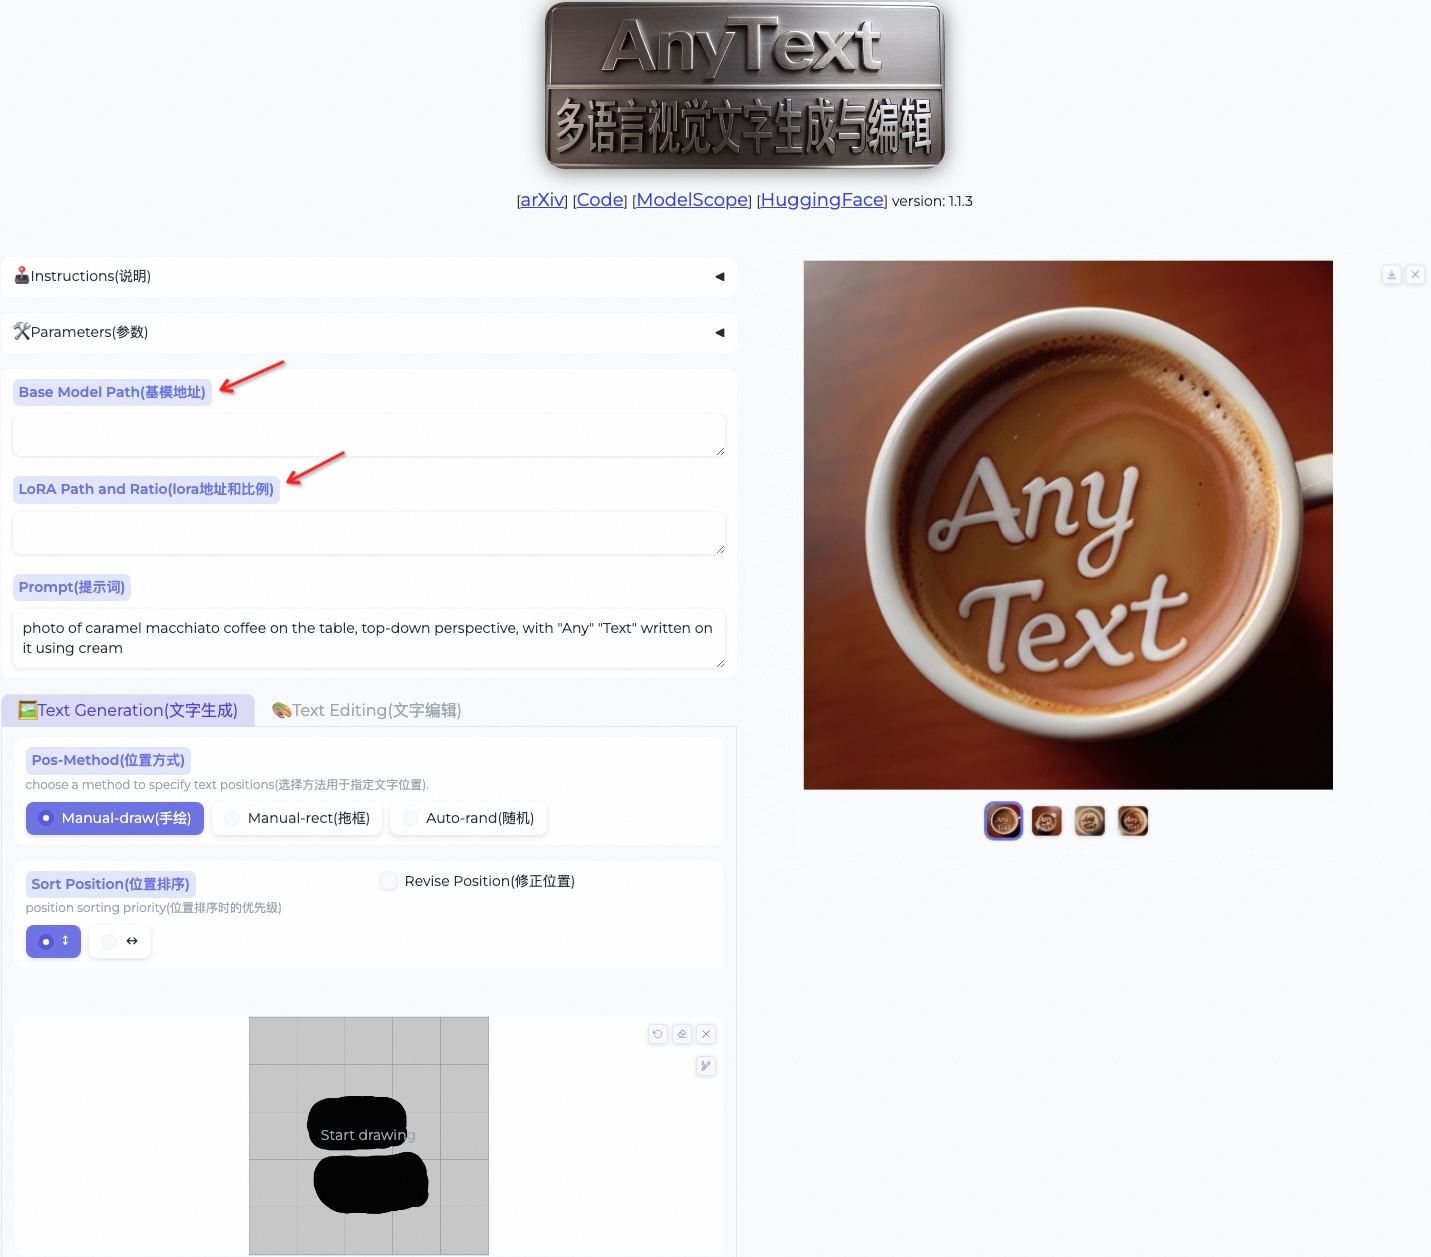 AnyText
多语言视觉文字生成与编辑
[arXiv] [Code] [ModelScope] [HuggingFace] version: 1.1.3
🕹️Instructions(说明)
🛠️Parameters(参数)
Base Model Path(基模地址)
LoRA Path and Ratio(lora地址和比例)
Prompt(提示词)
photo of caramel macchiato coffee on the table, top-down perspective, with "Any" "Text" written on
it using cream
🖼️Text Generation(文字生成)
🎨Text Editing(文字编辑)
Pos-Method(位置方式)
choose a method to specify text positions(选择方法用于指定文字位置).
Manual-draw(手绘)
Manual-rect(拖框)
Auto-rand(随机)
Sort Position(位置排序)
Revise Position(修正位置)
position sorting priority(位置排序时的优先级)
↕
↔
Start drawing
Any
Text